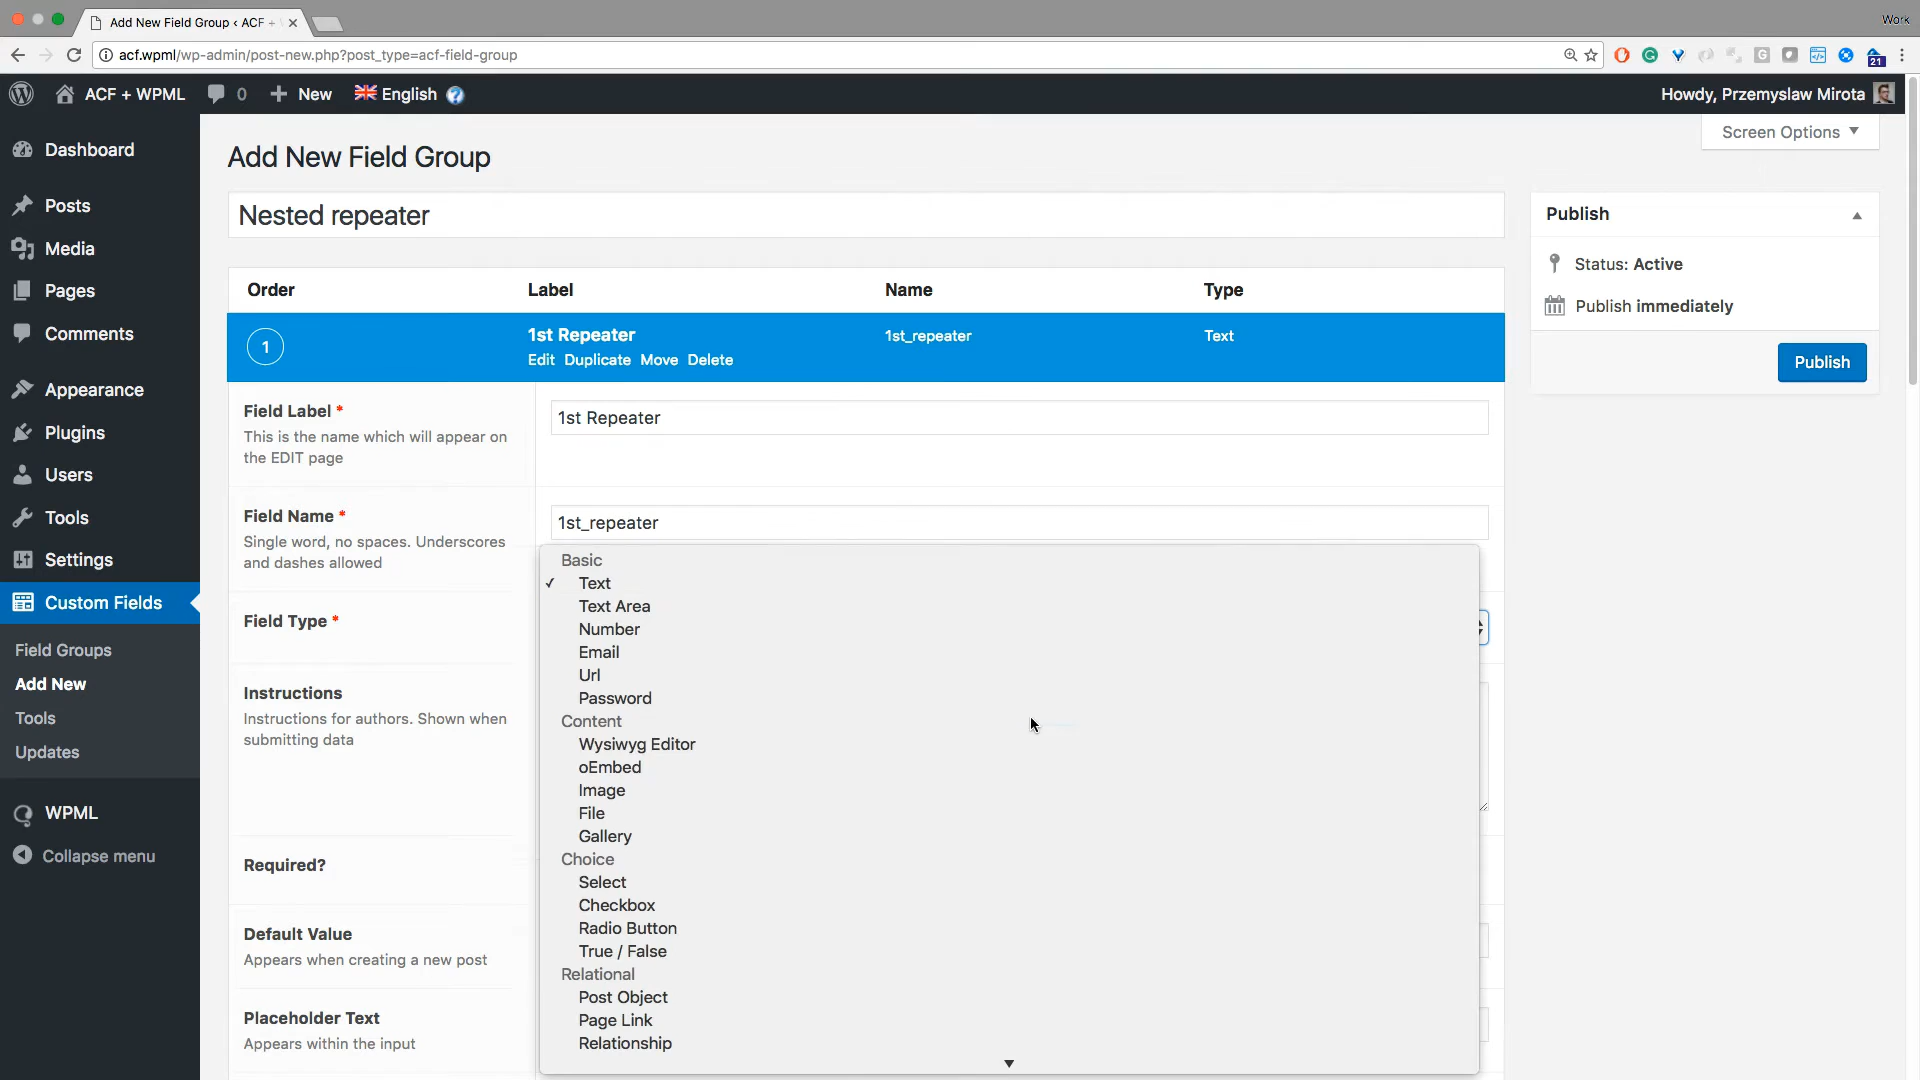 Work
Add New Field Group ‹ ACF +
acf.wpml/wp-admin/post-new.php?post_type=acf-field-group
21
ACF + WPML 0 New English ?
Howdy, Przemyslaw Mirota
Screen Options
Dashboard
Posts
Media
Pages
Comments
Appearance
Plugins
Users
Tools
Settings
Custom Fields
Field Groups
Add New
Tools
Updates
WPML
Collapse menu
Add New Field Group
Nested repeater
Order Label Name Type
1 1st Repeater 1st_repeater Text
Edit Duplicate Move Delete
Field Label *
This is the name which will appear on
the EDIT page
1st Repeater
Field Name *
Single word, no spaces. Underscores
and dashes allowed
1st_repeater
Field Type *
Instructions
Instructions for authors. Shown when
submitting data
Required?
Default Value
Appears when creating a new post
Placeholder Text
Appears within the input
Basic
✓ Text
Text Area
Number
Email
Url
Password
Content
Wysiwyg Editor
oEmbed
Image
File
Gallery
Choice
Select
Checkbox
Radio Button
True / False
Relational
Post Object
Page Link
Relationship
Publish
Status: Active
Publish immediately
Publish